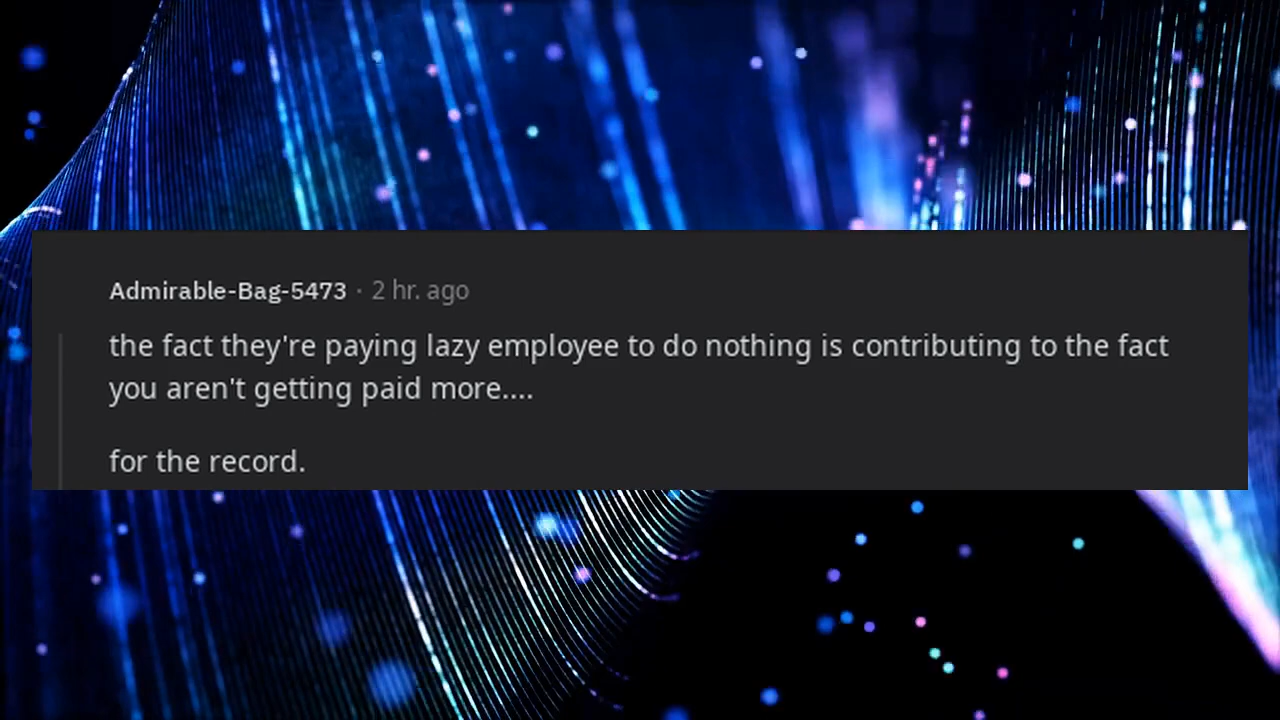 Admirable-Bag-5473 · 2 hr. ago
the fact they're paying lazy employee to do nothing is contributing to the fact
you aren't getting paid more....
for the record.